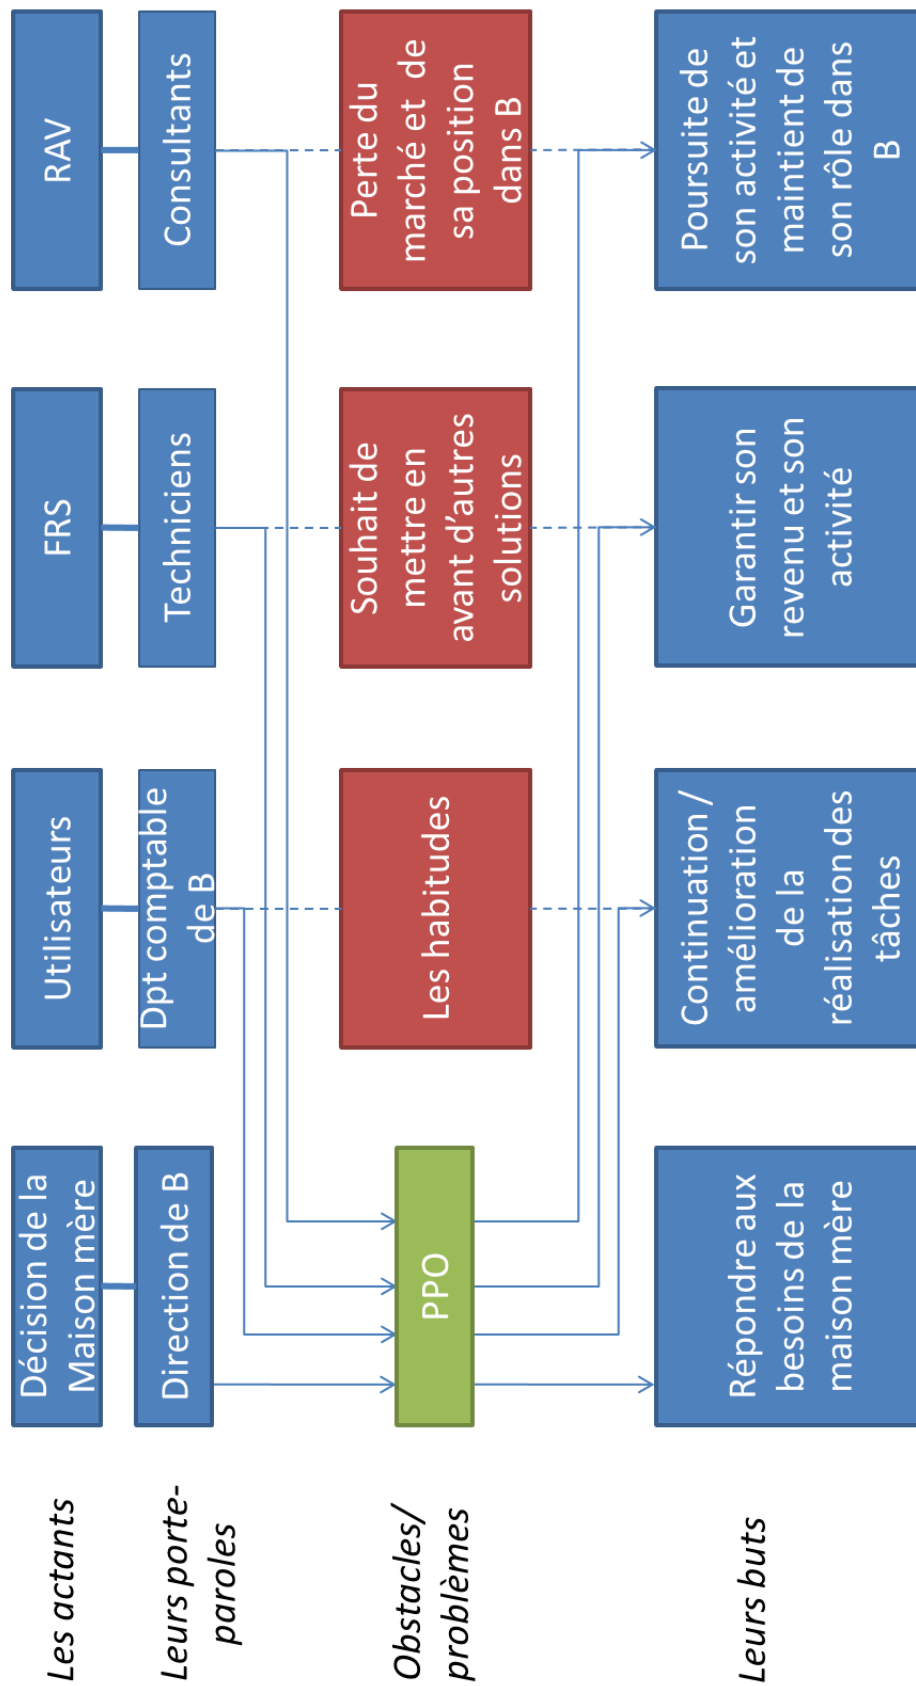 Les actants
Décision de la
Maison mère
Utilisateurs
FRS
RAV
Leurs porte-
paroles
Direction de B
Dpt comptable
de B
Techniciens
Consultants
Obstacles/
problèmes
PPO
Les habitudes
Souhait de
mettre en
avant d’autres
solutions
Perte du
marché et de
sa position
dans B
Leurs buts
Répondre aux
besoins de la
maison mère
Continuation /
amélioration
de la
réalisation des
tâches
Garantir son
revenu et son
activité
Poursuite de
son activité et
maintient de
son rôle dans
B